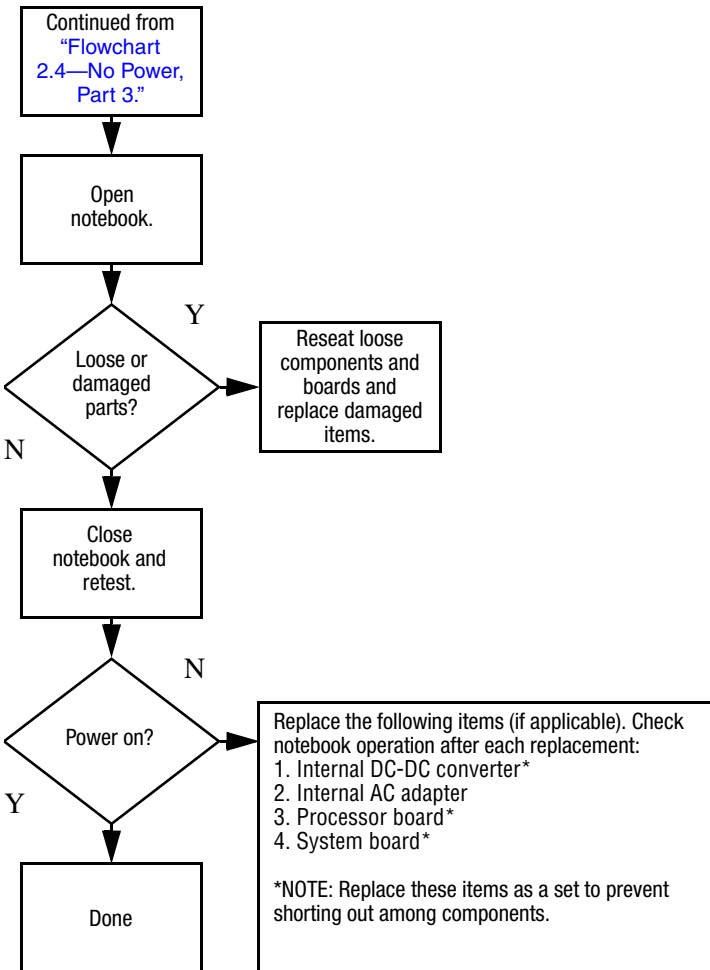 Continued from
“Flowchart
2.4—No Power,
Part 3.”
Open
notebook.
Y
Loose or
damaged
parts?
Reseat loose
components and
boards and
replace damaged
items.
N
Close
notebook and
retest.
N
Power on?
Replace the following items (if applicable). Check
notebook operation after each replacement:
1. Internal DC-DC converter*
2. Internal AC adapter
3. Processor board*
4. System board*
*NOTE: Replace these items as a set to prevent
shorting out among components.
Y
Done